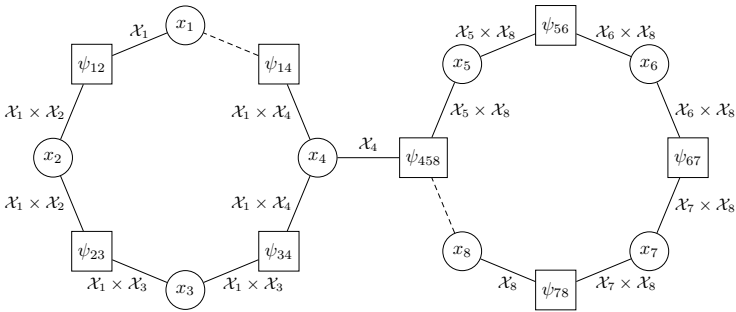 x₁
𝒳₁
ψ₁₂
ψ₁₄
𝒳₁ × 𝒳₂
𝒳₁ × 𝒳₄
x₂
x₄
𝒳₄
𝒳₁ × 𝒳₂
𝒳₁ × 𝒳₄
ψ₂₃
ψ₃₄
𝒳₁ × 𝒳₃
𝒳₁ × 𝒳₃
x₃
ψ₅₆
𝒳₅ × 𝒳₈
𝒳₆ × 𝒳₈
x₅
x₆
𝒳₅ × 𝒳₈
𝒳₆ × 𝒳₈
ψ₄₅₈
ψ₆₇
𝒳₇ × 𝒳₈
x₈
x₇
𝒳₈
𝒳₇ × 𝒳₈
ψ₇₈